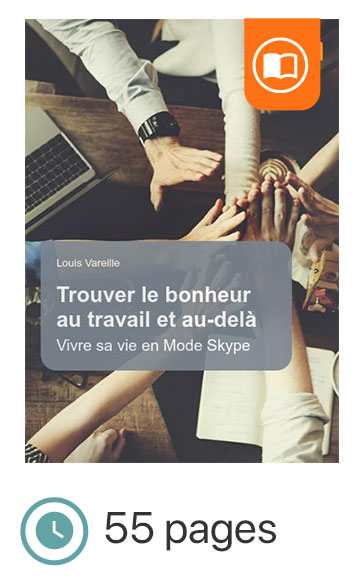 Louis Vareille
Trouver le bonheur
au travail et au-delà
Vivre sa vie en Mode Skype
55 pages